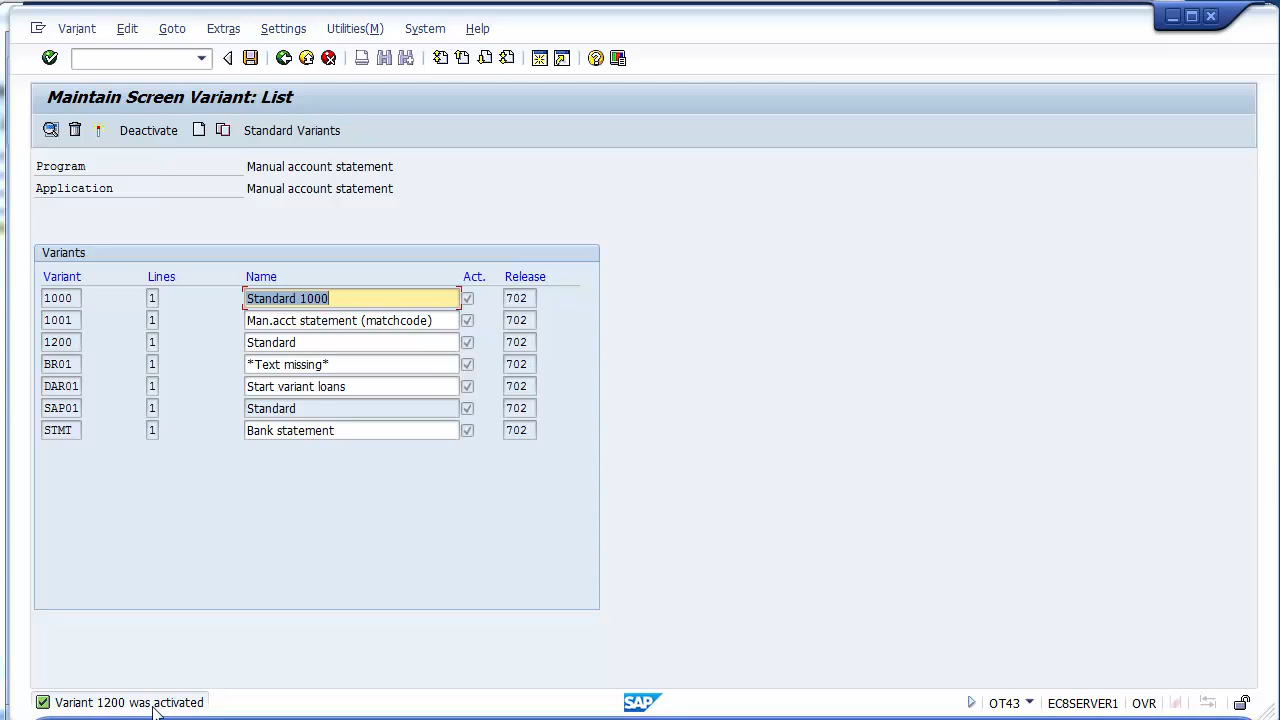 Variant Edit Goto Extras Settings Utilities(M) System Help
Maintain Screen Variant: List
Deactivate Standard Variants
Program Manual account statement
Application Manual account statement
Variants
Variant Lines Name Act. Release
1000 1 Standard 1000 702
1001 1 Man.acct statement (matchcode) 702
1200 1 Standard 702
BR01 1 *Text missing* 702
DAR01 1 Start variant loans 702
SAP01 1 Standard 702
STMT 1 Bank statement 702
Variant 1200 was activated SAP OT43 EC8SERVER1 OVR